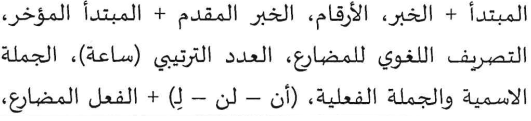 المبتدأ + الخبر، الأرقام، الخبر المقدم + المبتدأ المؤخر،
التصريف اللغوي للمضارع، العدد الترتيبي (ساعة)، الجملة
الاسمية والجملة الفعلية، (أن – لن – لِ) + الفعل المضارع،